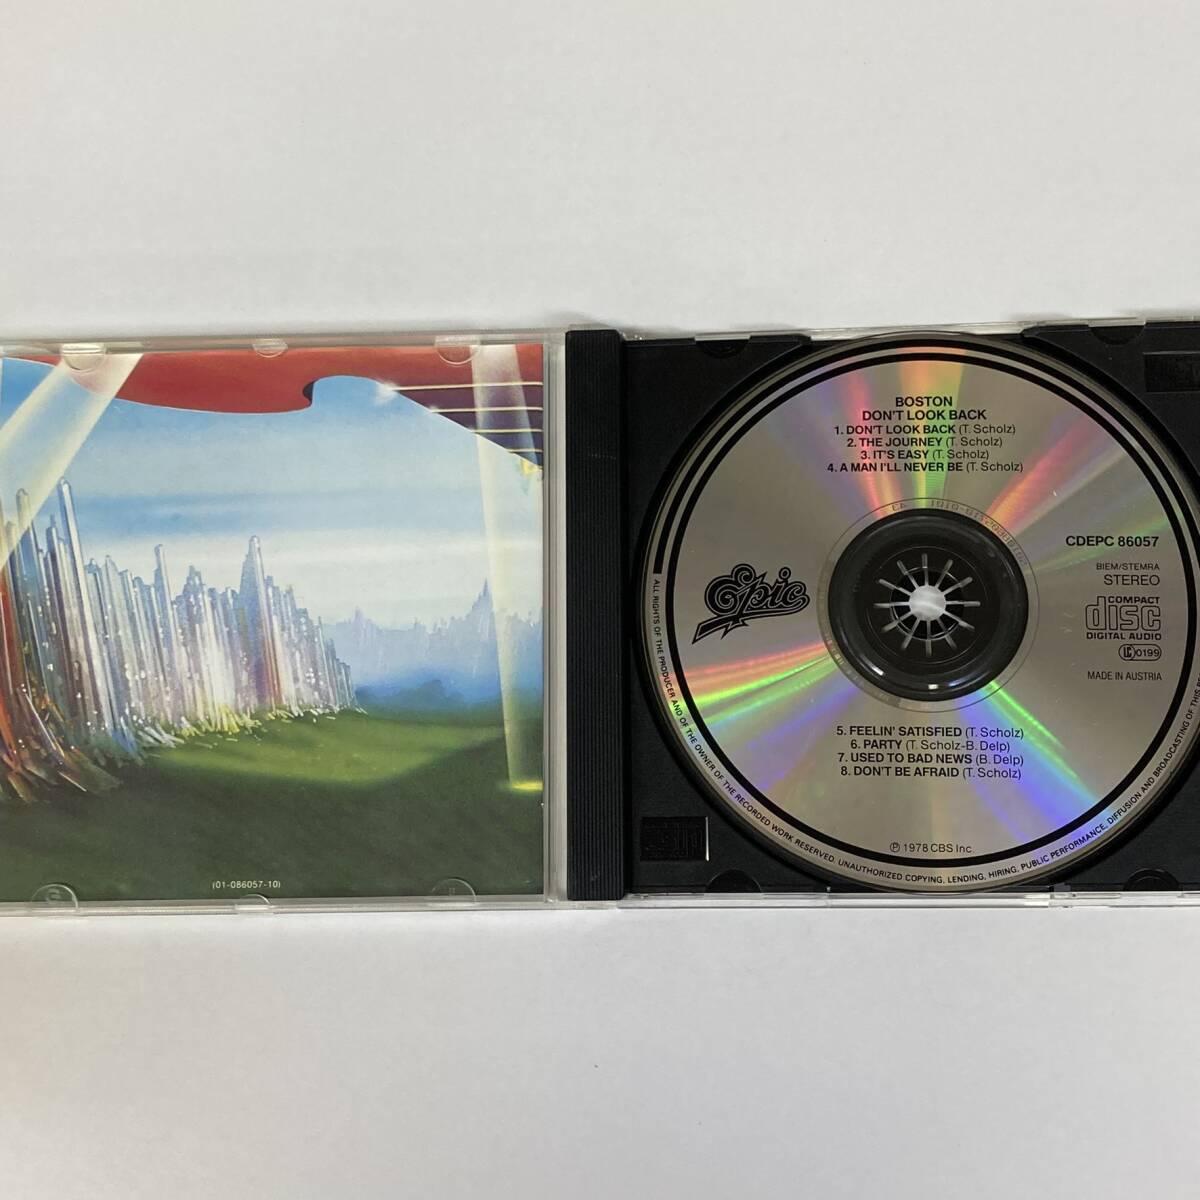 (01-086057-10)
BOSTON
DON'T LOOK BACK
1. DON'T LOOK BACK (T. Scholz)
2. THE JOURNEY (T. Scholz)
3. IT'S EASY (T. Scholz)
4. A MAN I'LL NEVER BE (T. Scholz)
Epic
CDEPC 86057
BIEM/STEMRA
STEREO
COMPACT
disc
DIGITAL AUDIO
LC 0199
MADE IN AUSTRIA
5. FEELIN' SATISFIED (T. Scholz)
6. PARTY (T. Scholz-B. Delp)
7. USED TO BAD NEWS (B. Delp)
8. DON'T BE AFRAID (T. Scholz)
℗ 1978 CBS Inc.
ALL RIGHTS OF THE PRODUCER AND OF THE OWNER OF THE RECORDED WORK RESERVED. UNAUTHORIZED COPYING, LENDING, HIRING, PUBLIC PERFORMANCE, DIFFUSION AND BROADCASTING OF THIS